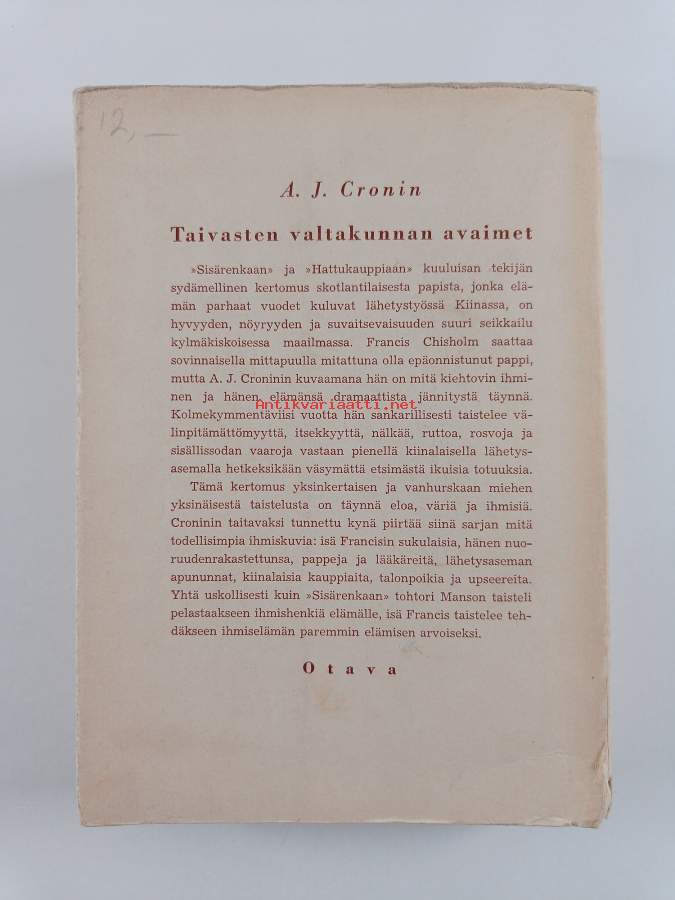 12,—
A. J. Cronin
Taivasten valtakunnan avaimet
»Sisärenkaan» ja »Hattukauppiaan» kuuluisan tekijän
sydämellinen kertomus skotlantilaisesta papista, jonka elä-
män parhaat vuodet kuluvat lähetystyössä Kiinassa, on
hyvyyden, nöyryyden ja suvaitsevaisuuden suuri seikkailu
kylmäkiskoisessa maailmassa. Francis Chisholm saattaa
sovinnaisella mittapuulla mitattuna olla epäonnistunut pappi,
mutta A. J. Croninin kuvaamana hän on mitä kiehtovin ihmi-
nen ja hänen elämänsä dramaattista jännitystä täynnä.
Antikvariaatti.net
Kolmekymmentäviisi vuotta hän sankarillisesti taistelee vä-
linpitämättömyyttä, itsekkyyttä, nälkää, ruttoa, rosvoja ja
sisällissodan vaaroja vastaan pienellä kiinalaisella lähetys-
asemalla hetkeksikään väsymättä etsimästä ikuisia totuuksia.
Tämä kertomus yksinkertaisen ja vanhurskaan miehen
yksinäisestä taistelusta on täynnä eloa, väriä ja ihmisiä.
Croninin taitavaksi tunnettu kynä piirtää siinä sarjan mitä
todellisimpia ihmiskuvia: isä Francisin sukulaisia, hänen nuo-
ruudenrakastettunsa, pappeja ja lääkäreitä, lähetysaseman
apununnat, kiinalaisia kauppiaita, talonpoikia ja upseereita.
Yhtä uskollisesti kuin »Sisärenkaan» tohtori Manson taisteli
pelastaakseen ihmishenkiä elämälle, isä Francis taistelee teh-
däkseen ihmiselämän paremmin elämisen arvoiseksi.
Otava